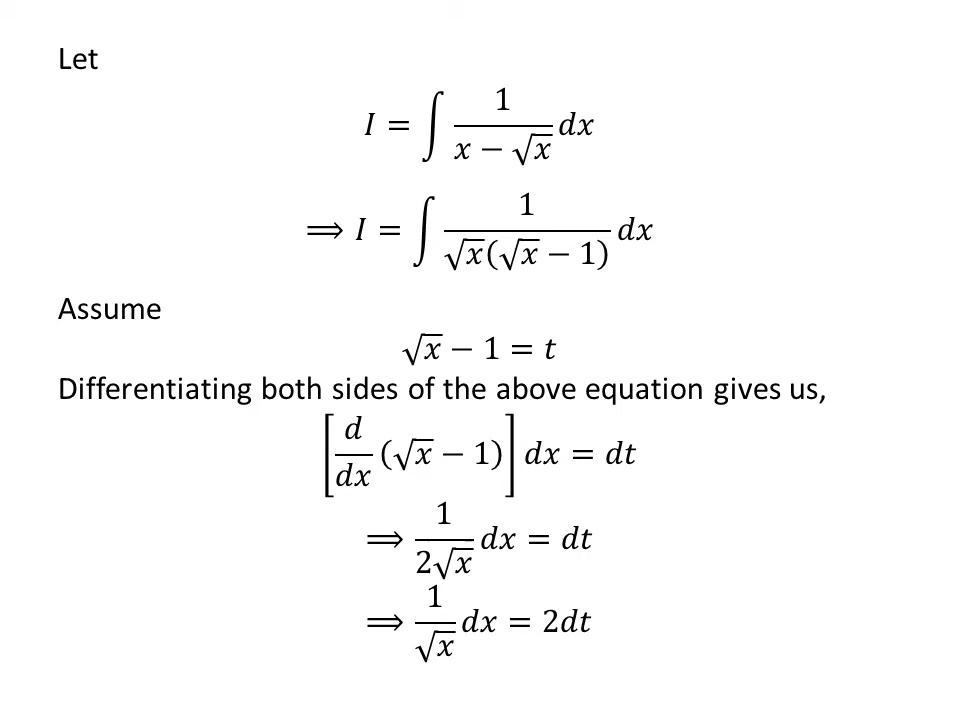 Let
I = ∫ 1/(x − √x) dx
⟹ I = ∫ 1/(√x(√x − 1)) dx
Assume
√x − 1 = t
Differentiating both sides of the above equation gives us,
[d/dx (√x − 1)] dx = dt
⟹ 1/(2√x) dx = dt
⟹ 1/√x dx = 2dt